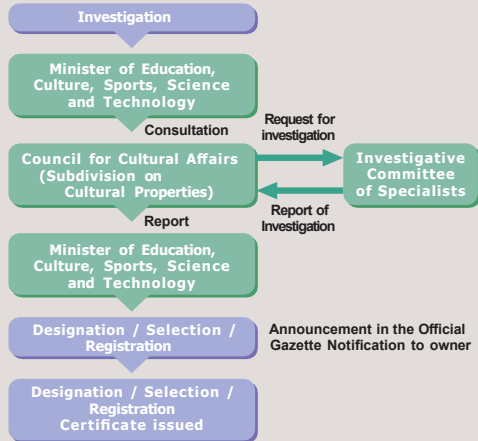 Investigation
Minister of Education,
Culture, Sports, Science
and Technology
Consultation
Request for
investigation
Council for Cultural Affairs
(Subdivision on
Cultural Properties)
Investigative
Committee
of Specialists
Report
Report of
Investigation
Minister of Education,
Culture, Sports, Science
and Technology
Designation / Selection /
Registration
Announcement in the Official
Gazette Notification to owner
Designation / Selection /
Registration
Certificate issued